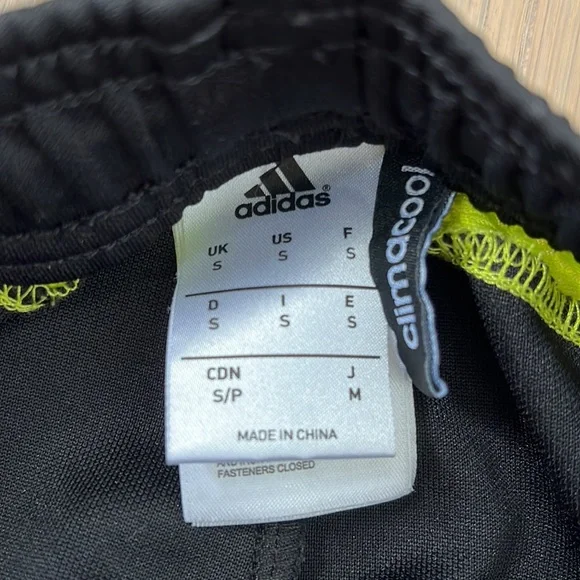 adidas®
UK US F
S S S
D I E
S S S
CDN J
S/P M
MADE IN CHINA
FASTENERS CLOSED
climacool